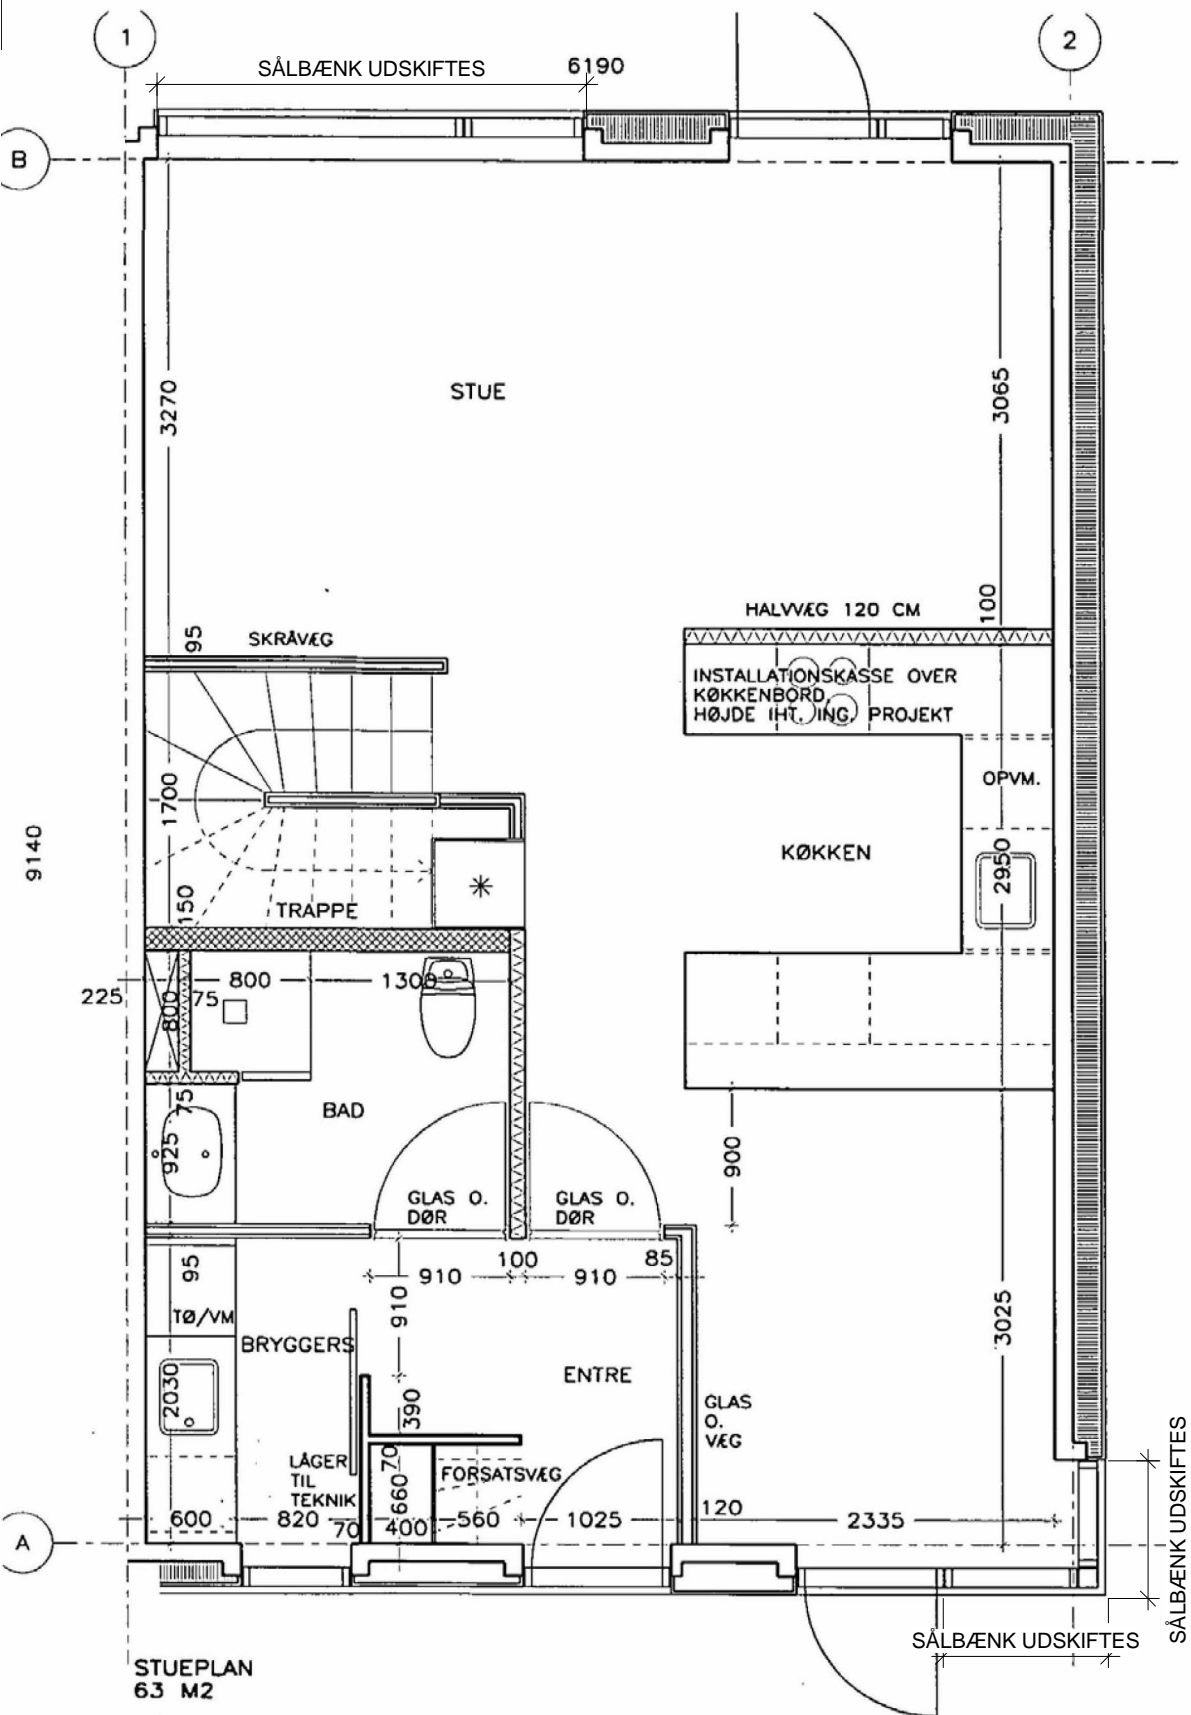 1
2
SÅLBÆNK UDSKIFTES
6190
B
3270
STUE
3065
100
HALVVÆG 120 CM
95
SKRÅVÆG
INSTALLATIONSKASSE OVER
KØKKENBORD
HØJDE IHT. ING. PROJEKT
OPVM.
1700
9140
KØKKEN
2950
150
TRAPPE
225
800
75
800
1300
75
BAD
925
900
GLAS O.
DØR
GLAS O.
DØR
95
100
85
910
910
910
TØ/VM
BRYGGERS
3025
ENTRE
2030
390
GLAS
O.
VÆG
LÅGER
TIL
TEKNIK
70
660
FORSATSVÆG
600
820
70
400
560
1025
120
2335
A
SÅLBÆNK UDSKIFTES
SÅLBÆNK UDSKIFTES
STUEPLAN
63 M2